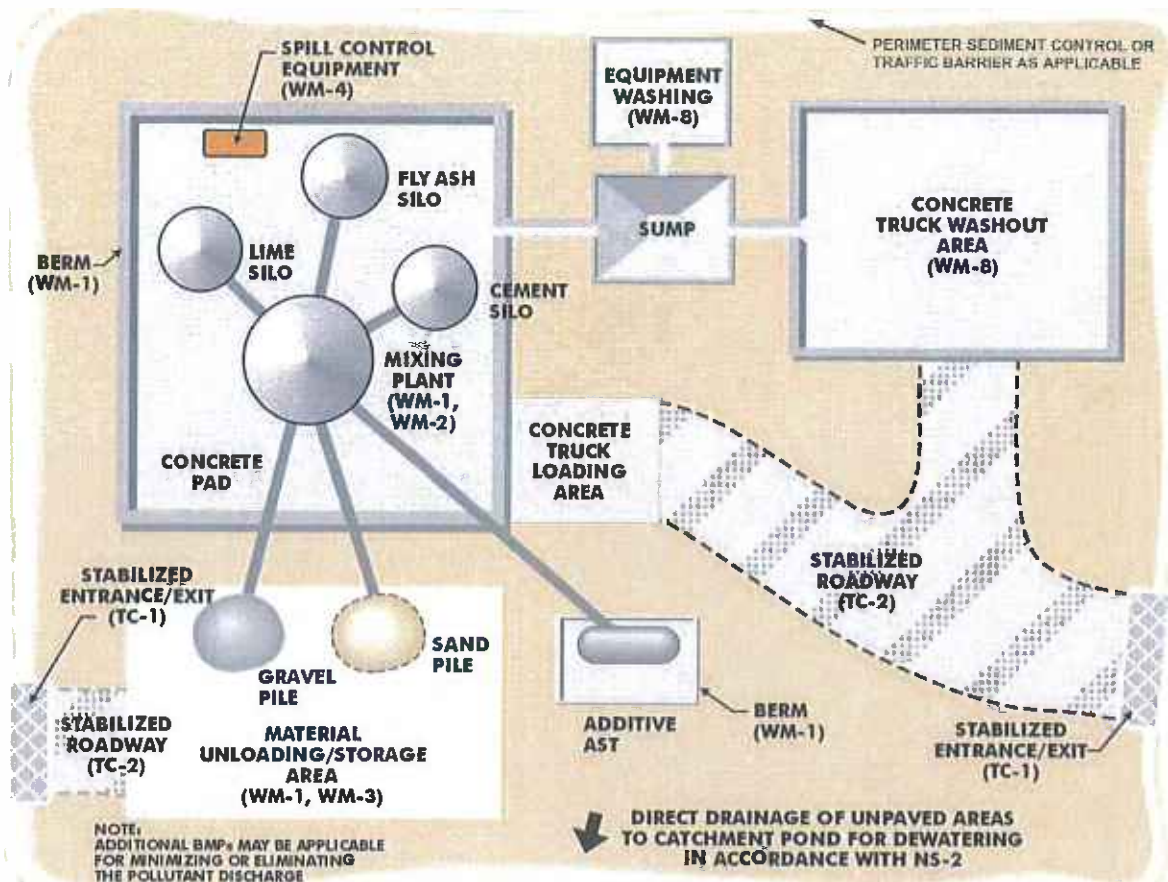 SPILL CONTROL
EQUIPMENT
(WM-4)
EQUIPMENT
WASHING
(WM-8)
PERIMETER SEDIMENT CONTROL OR
TRAFFIC BARRIER AS APPLICABLE
FLY ASH
SILO
CONCRETE
TRUCK WASHOUT
AREA
(WM-8)
SUMP
BERM
(WM-1)
LIME
SILO
CEMENT
SILO
MIXING
PLANT
(WM-1,
WM-2)
CONCRETE
PAD
CONCRETE
TRUCK
LOADING
AREA
STABILIZED
ENTRANCE/EXIT
(TC-1)
STABILIZED
ROADWAY
(TC-2)
SAND
PILE
GRAVEL
PILE
STABILIZED
ROADWAY
(TC-2)
MATERIAL
UNLOADING/STORAGE
AREA
(WM-1, WM-3)
ADDITIVE
AST
BERM
(WM-1)
STABILIZED
ENTRANCE/EXIT
(TC-1)
NOTE:
ADDITIONAL BMPs MAY BE APPLICABLE
FOR MINIMIZING OR ELIMINATING
THE POLLUTANT DISCHARGE
DIRECT DRAINAGE OF UNPAVED AREAS
TO CATCHMENT POND FOR DEWATERING
IN ACCORDANCE WITH NS-2